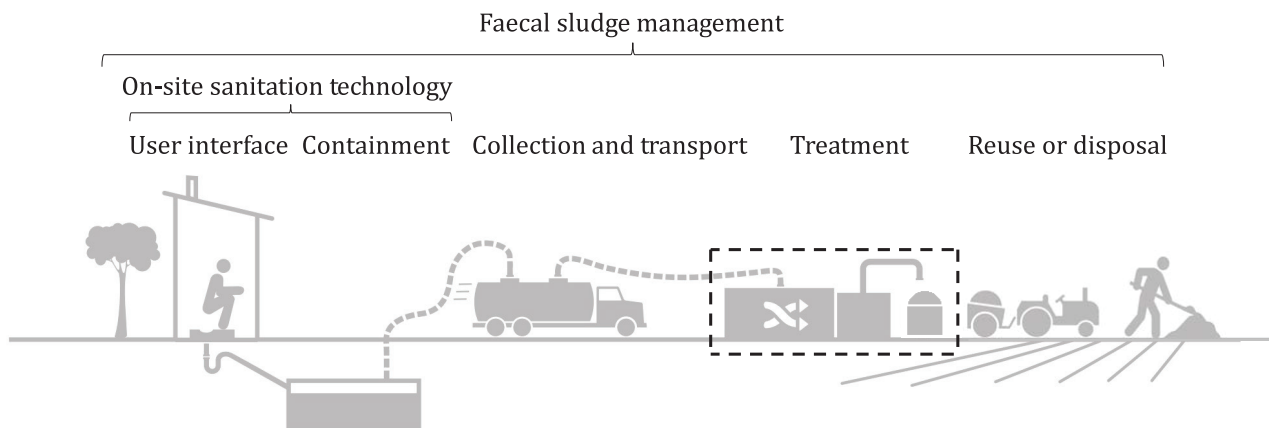 Faecal sludge management
On-site sanitation technology
User interface Containment Collection and transport Treatment Reuse or disposal